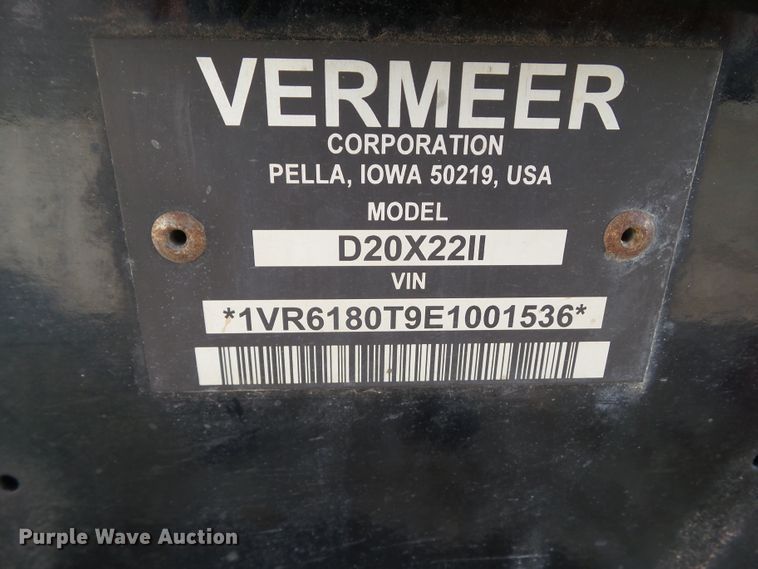 VERMEER
CORPORATION
PELLA, IOWA 50219, USA
MODEL
D20X22II
VIN
*1VR6180T9E1001536*
Purple Wave Auction